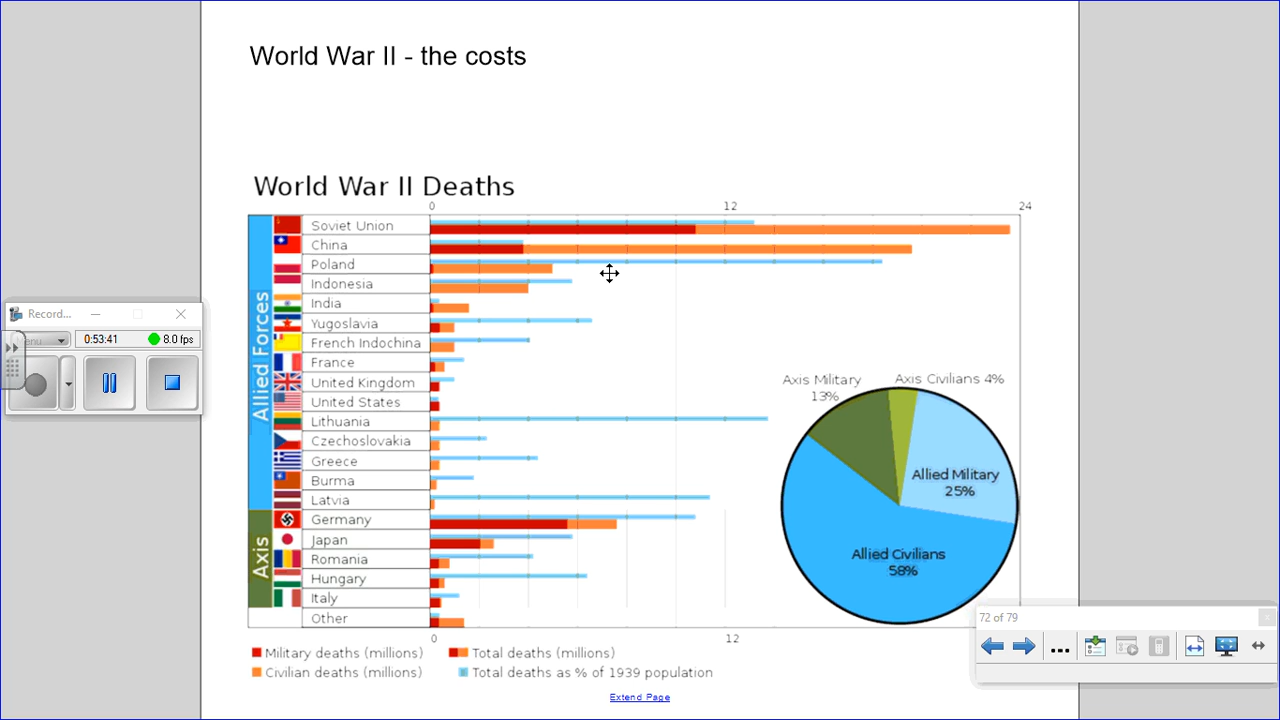 World War II - the costs
World War II Deaths
0 12 24
Allied Forces
Soviet Union
China
Poland
Indonesia
India
Yugoslavia
French Indochina
France
United Kingdom
United States
Lithuania
Czechoslovakia
Greece
Burma
Latvia
Axis
Germany
Japan
Romania
Hungary
Italy
Other
0 12
Axis Military
13%
Axis Civilians 4%
Allied Military
25%
Allied Civilians
58%
Military deaths (millions) Total deaths (millions)
Civilian deaths (millions) Total deaths as % of 1939 population
Extend Page
Record...
0:53:41 8.0 fps
72 of 79